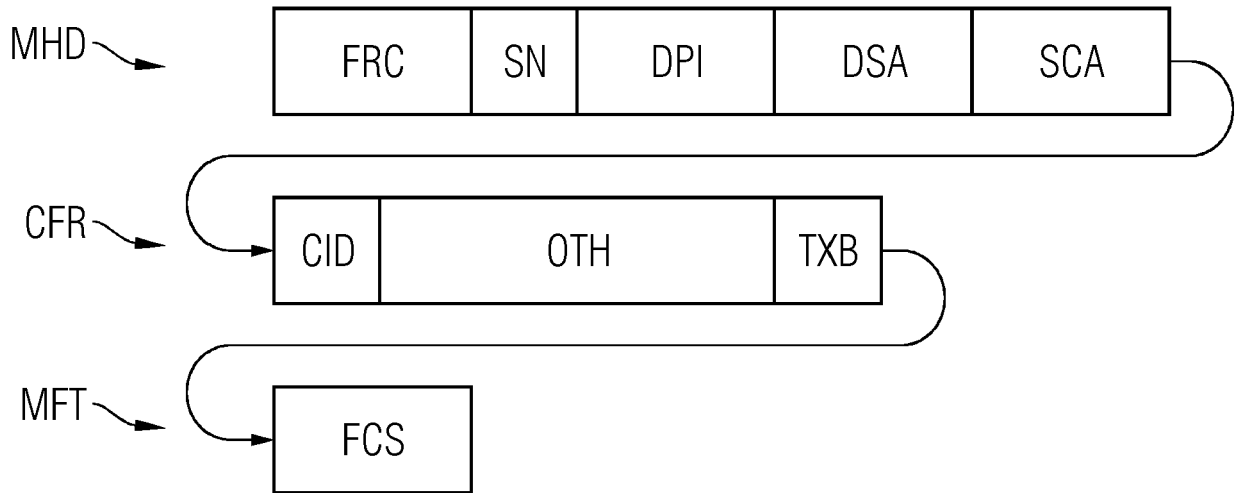 MHD FRC SN DPI DSA SCA
CFR CID OTH TXB
MFT FCS